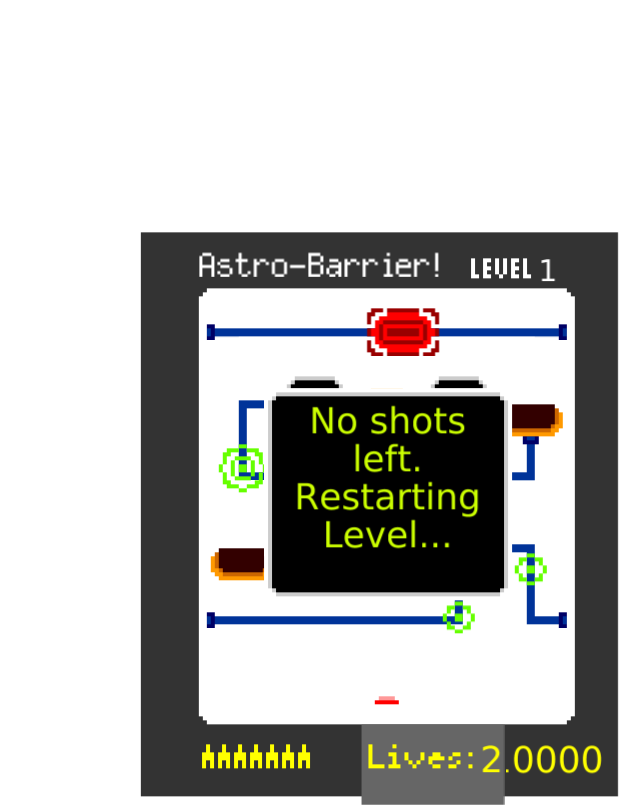 Astro-Barrier! LEVEL 1
No shots
left.
Restarting
Level...
Lives:2.0000